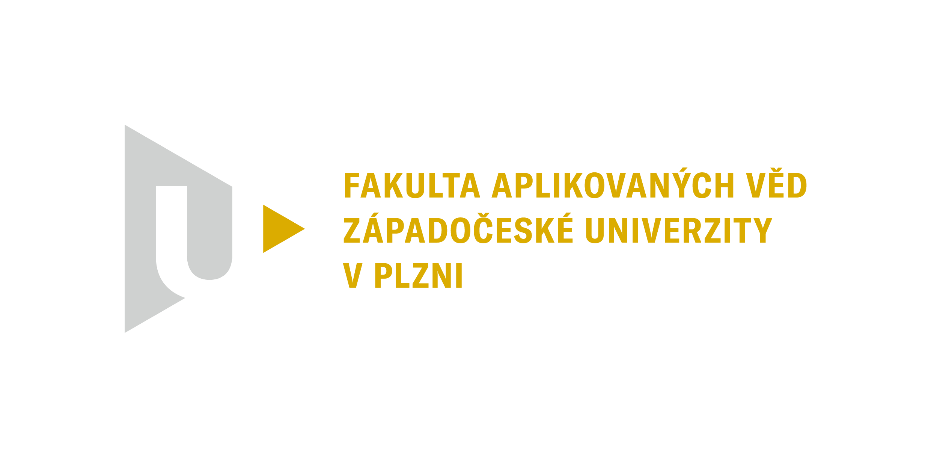 U
FAKULTA APLIKOVANÝCH VĚD
ZÁPADOČESKÉ UNIVERZITY
V PLZNI